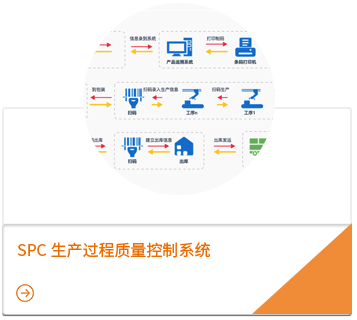 信息录到系统
打印制码
产品追溯系统
条码打印机
到包装
扫码录入生产信息
扫码生产
扫码
工序n
工序1
建立出库信息
出库发运
扫码
出库
SPC 生产过程质量控制系统